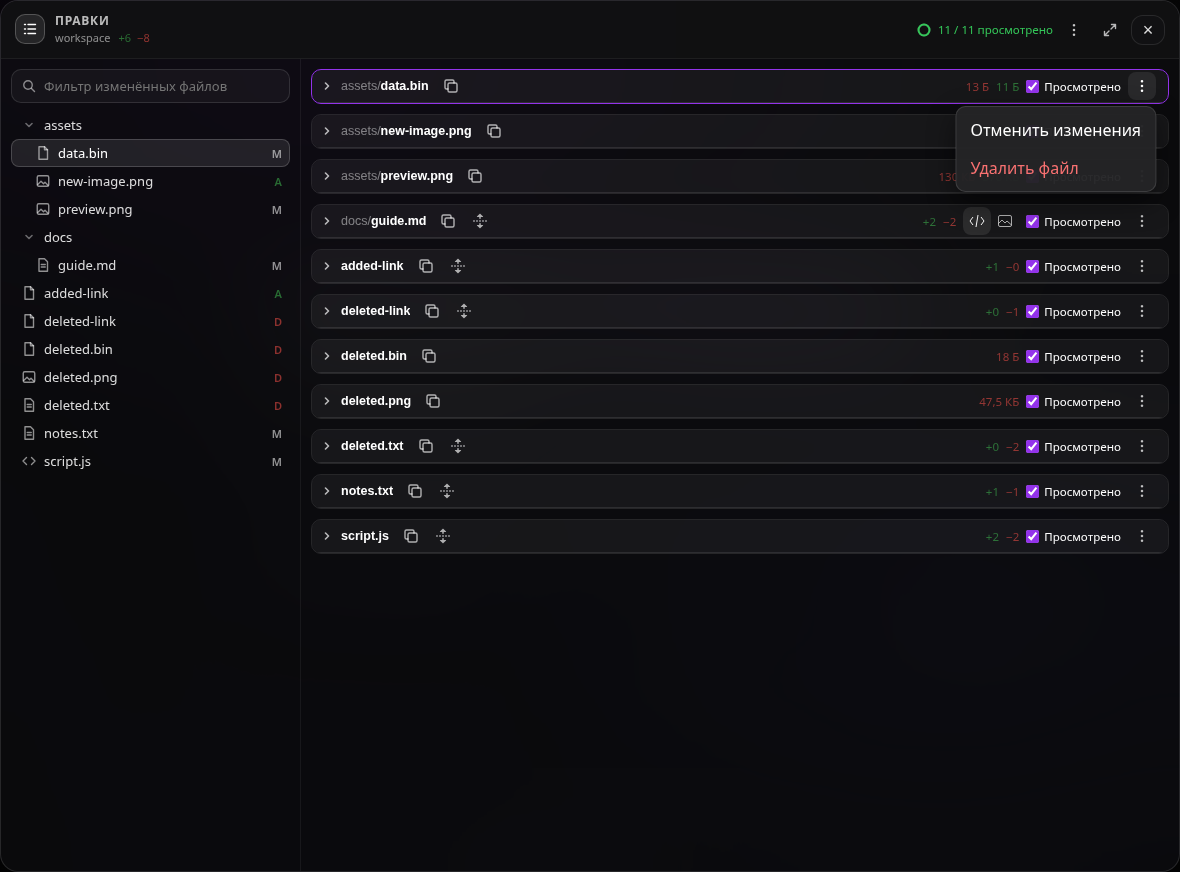 ПРАВКИ
workspace +6 −8
11 / 11 просмотрено
Фильтр изменённых файлов
assets
data.bin M
new-image.png A
preview.png M
docs
guide.md M
added-link A
deleted-link D
deleted.bin D
deleted.png D
deleted.txt D
notes.txt M
script.js M
assets/data.bin 13 Б 11 Б Просмотрено
Отменить изменения
Удалить файл
assets/new-image.png
assets/preview.png 130
docs/guide.md +2 −2 Просмотрено
added-link +1 −0 Просмотрено
deleted-link +0 −1 Просмотрено
deleted.bin 18 Б Просмотрено
deleted.png 47,5 КБ Просмотрено
deleted.txt +0 −2 Просмотрено
notes.txt +1 −1 Просмотрено
script.js +2 −2 Просмотрено